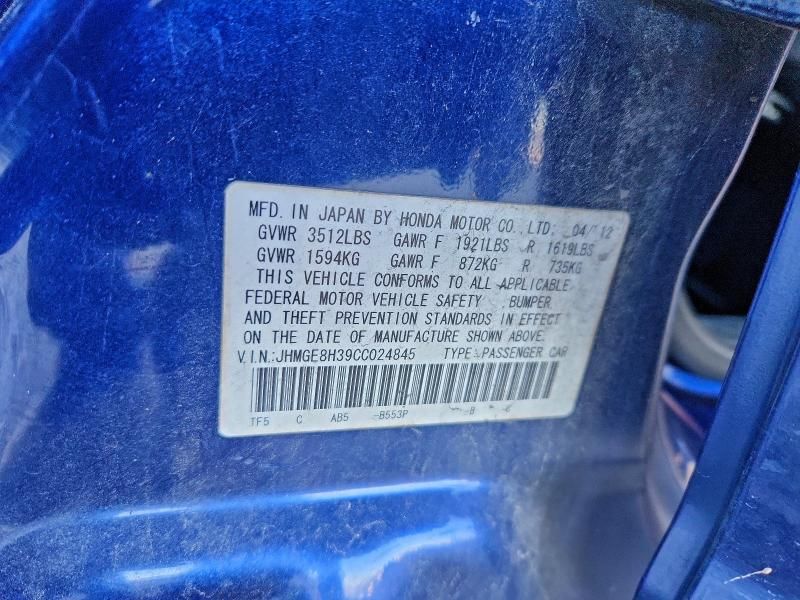 MFD. IN JAPAN BY HONDA MOTOR CO., LTD. 04/12
GVWR 3512LBS GAWR F 1921LBS R 1619LBS
GVWR 1594KG GAWR F 872KG R 735KG
THIS VEHICLE CONFORMS TO ALL APPLICABLE
FEDERAL MOTOR VEHICLE SAFETY, BUMPER,
AND THEFT PREVENTION STANDARDS IN EFFECT
ON THE DATE OF MANUFACTURE SHOWN ABOVE.
V.I.N.:JHMGE8H39CC024845 TYPE:PASSENGER CAR
TF5 C AB5 -B553P -B